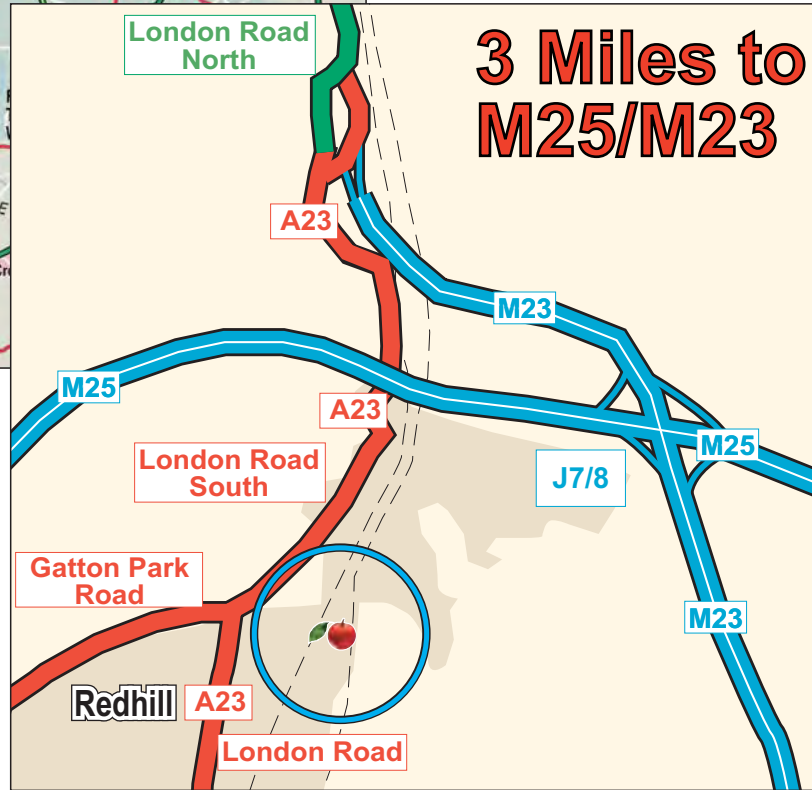 London Road
North
3 Miles to
M25/M23
A23
M23
M25
A23
London Road
South
J7/8
M25
Gatton Park
Road
M23
Redhill
A23
London Road